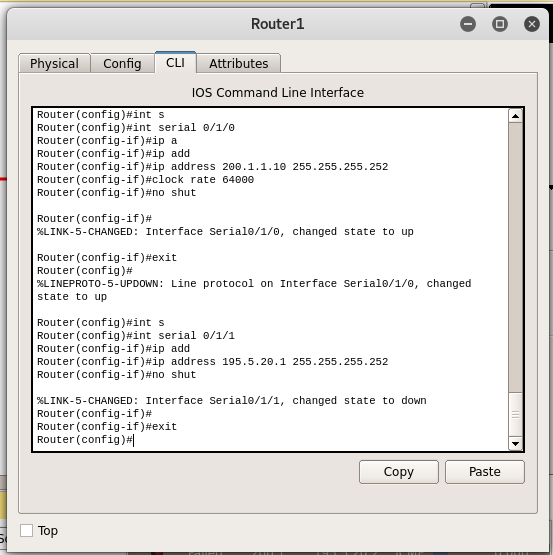 Router1
Physical Config CLI Attributes
IOS Command Line Interface
Router(config)#int s
Router(config)#int serial 0/1/0
Router(config-if)#ip a
Router(config-if)#ip add
Router(config-if)#ip address 200.1.1.10 255.255.255.252
Router(config-if)#clock rate 64000
Router(config-if)#no shut
Router(config-if)#
%LINK-5-CHANGED: Interface Serial0/1/0, changed state to up
Router(config-if)#exit
Router(config)#
%LINEPROTO-5-UPDOWN: Line protocol on Interface Serial0/1/0, changed
state to up
Router(config)#int s
Router(config)#int serial 0/1/1
Router(config-if)#ip add
Router(config-if)#ip address 195.5.20.1 255.255.255.252
Router(config-if)#no shut
%LINK-5-CHANGED: Interface Serial0/1/1, changed state to down
Router(config-if)#
Router(config-if)#exit
Router(config)#
Copy Paste
Top